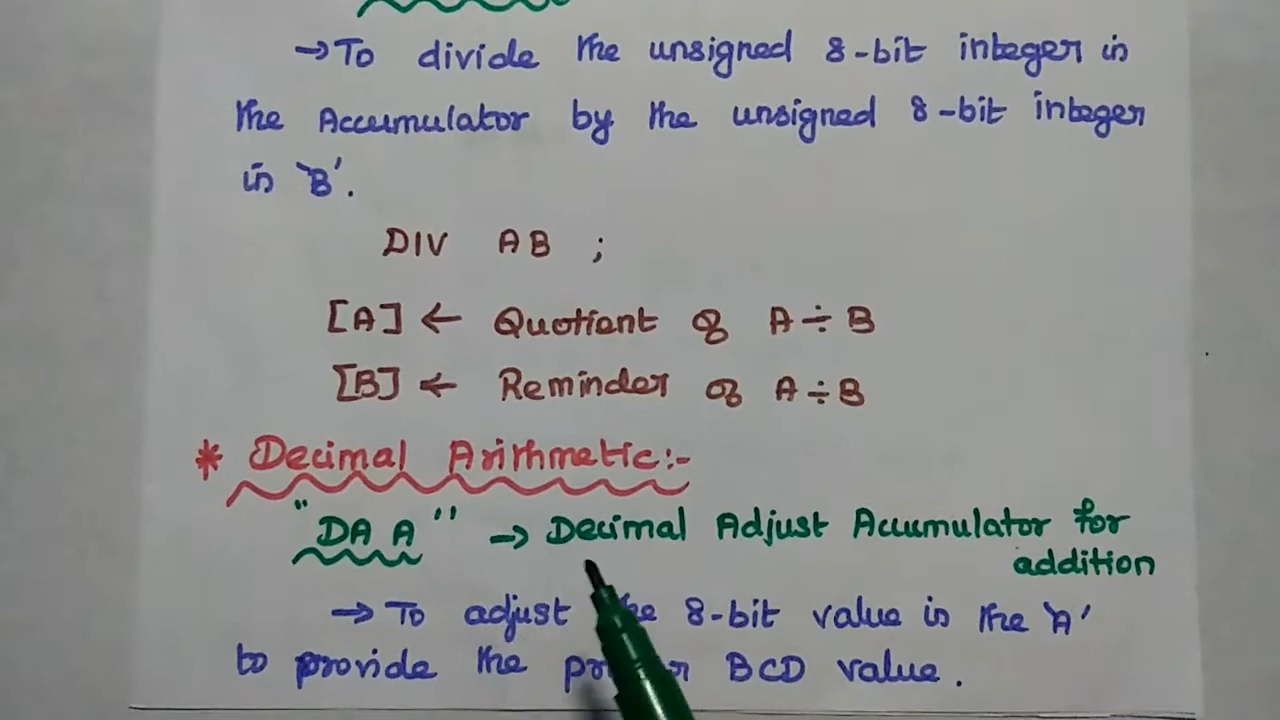 → To divide the unsigned 8-bit integer in
the Accumulator by the unsigned 8-bit integer
in 'B'.
DIV AB ;
[A] ← Quotiant of A ÷ B
[B] ← Reminder of A ÷ B
* Decimal Arithmetic:-
"DA A" → Decimal Adjust Accumulator for
addition
→ To adjust the 8-bit value in the 'A'
to provide the BCD value.